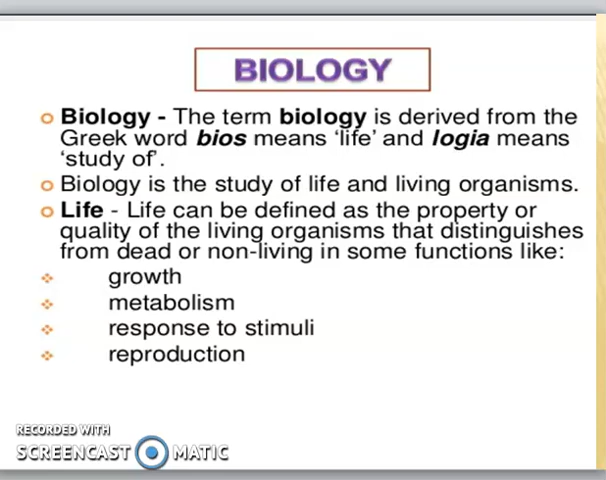 BIOLOGY
Biology - The term biology is derived from the
Greek word bios means ‘life’ and logia means
‘study of’.
Biology is the study of life and living organisms.
Life - Life can be defined as the property or
quality of the living organisms that distinguishes
from dead or non-living in some functions like:
growth
metabolism
response to stimuli
reproduction
RECORDED WITH
SCREENCAST MATIC